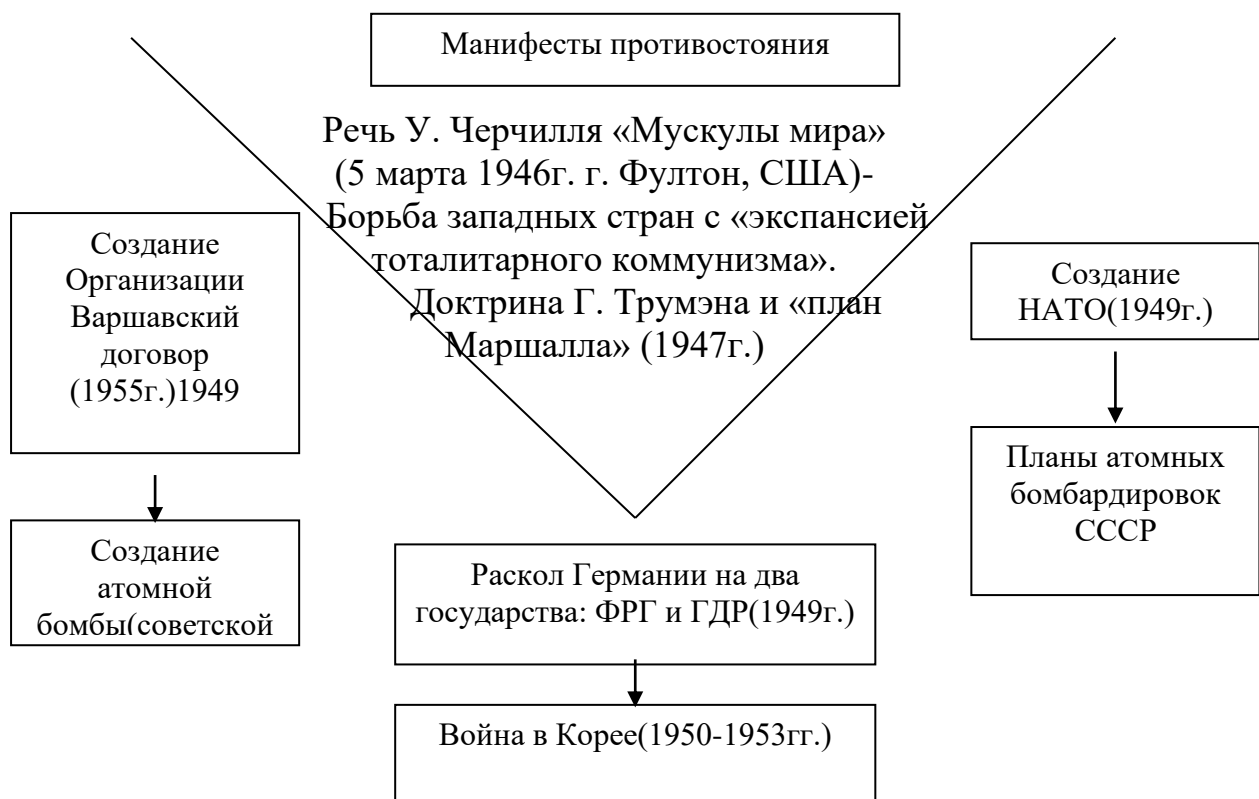 Манифесты противостояния
Речь У. Черчилля «Мускулы мира»
(5 марта 1946г. г. Фултон, США)-
Борьба западных стран с «экспансией
тоталитарного коммунизма».
Доктрина Г. Трумэна и «план
Маршалла» (1947г.)
Создание
Организации
Варшавский
договор
(1955г.)1949
Создание
атомной
бомбы(советской
Создание
НАТО(1949г.)
Планы атомных
бомбардировок
СССР
Раскол Германии на два
государства: ФРГ и ГДР(1949г.)
Война в Корее(1950-1953гг.)